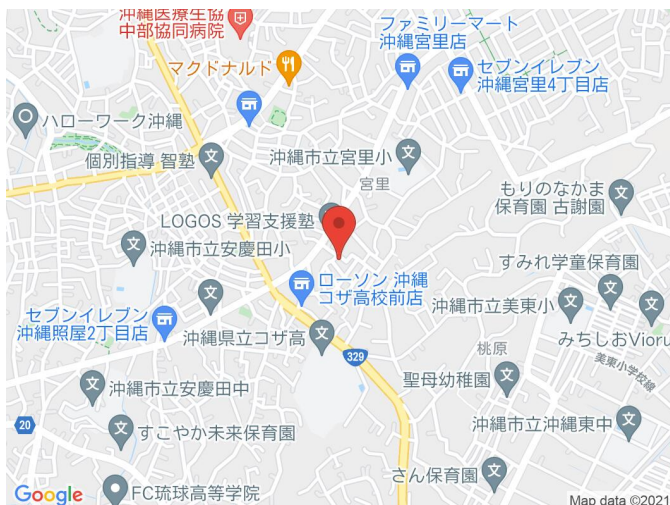 沖縄医療生協
中部協同病院
ファミリーマート
沖縄宮里店
マクドナルド
セブンイレブン
沖縄宮里4丁目店
ハローワーク沖縄
個別指導 智塾
沖縄市立宮里小
宮里
もりのなかま
保育園 古謝園
LOGOS 学習支援塾
沖縄市立安慶田小
すみれ学童保育園
ローソン 沖縄
コザ高校前店
沖縄市立美東小
セブンイレブン
沖縄照屋2丁目店
沖縄県立コザ高
みちしおVioru
329
桃原
美東小学校線
聖母幼稚園
沖縄市立安慶田中
沖縄市立沖縄東中
20
すこやか未来保育園
さん保育園
FC琉球高等学院
Google
Map data ©2021